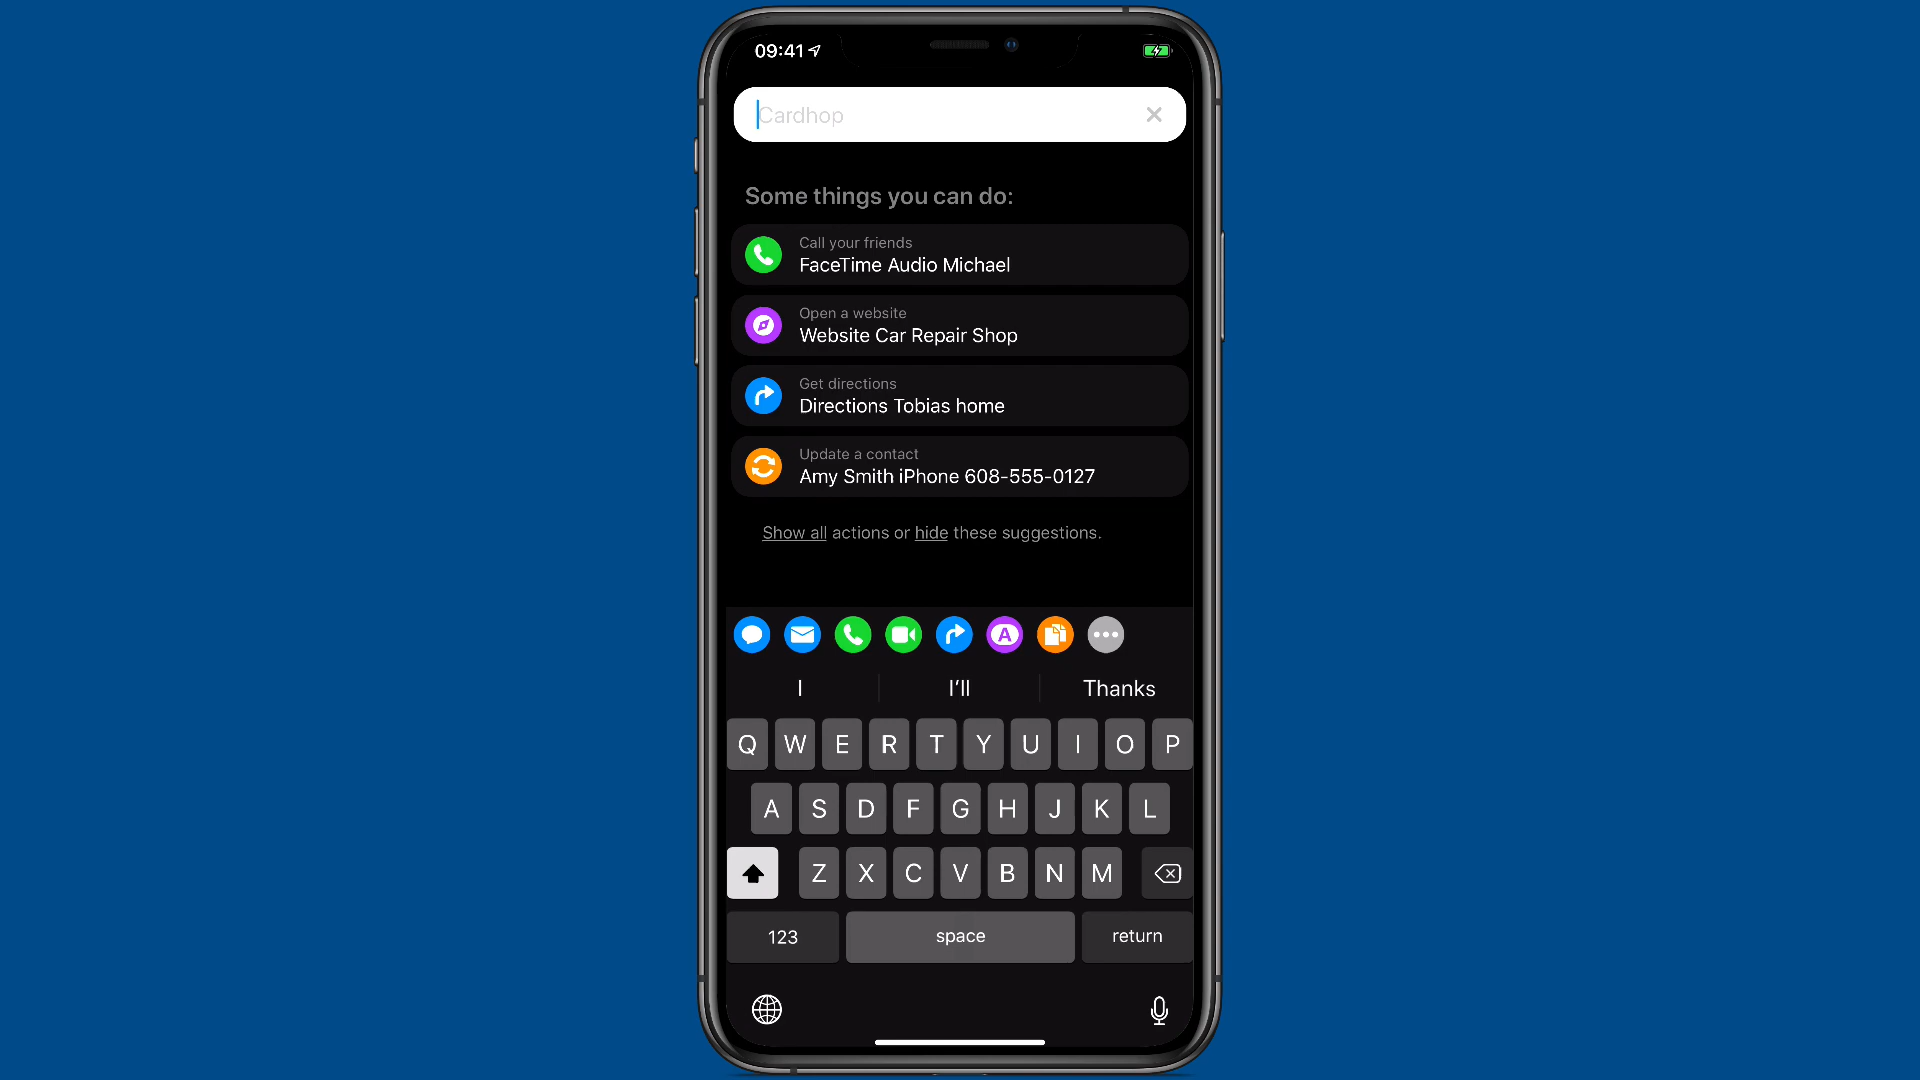 09:41
Cardhop
Some things you can do:
Call your friends
FaceTime Audio Michael
Open a website
Website Car Repair Shop
Get directions
Directions Tobias home
Update a contact
Amy Smith iPhone 608-555-0127
Show all actions or hide these suggestions.
A
I I’ll Thanks
Q W E R T Y U I O P
A S D F G H J K L
Z X C V B N M
123 space return